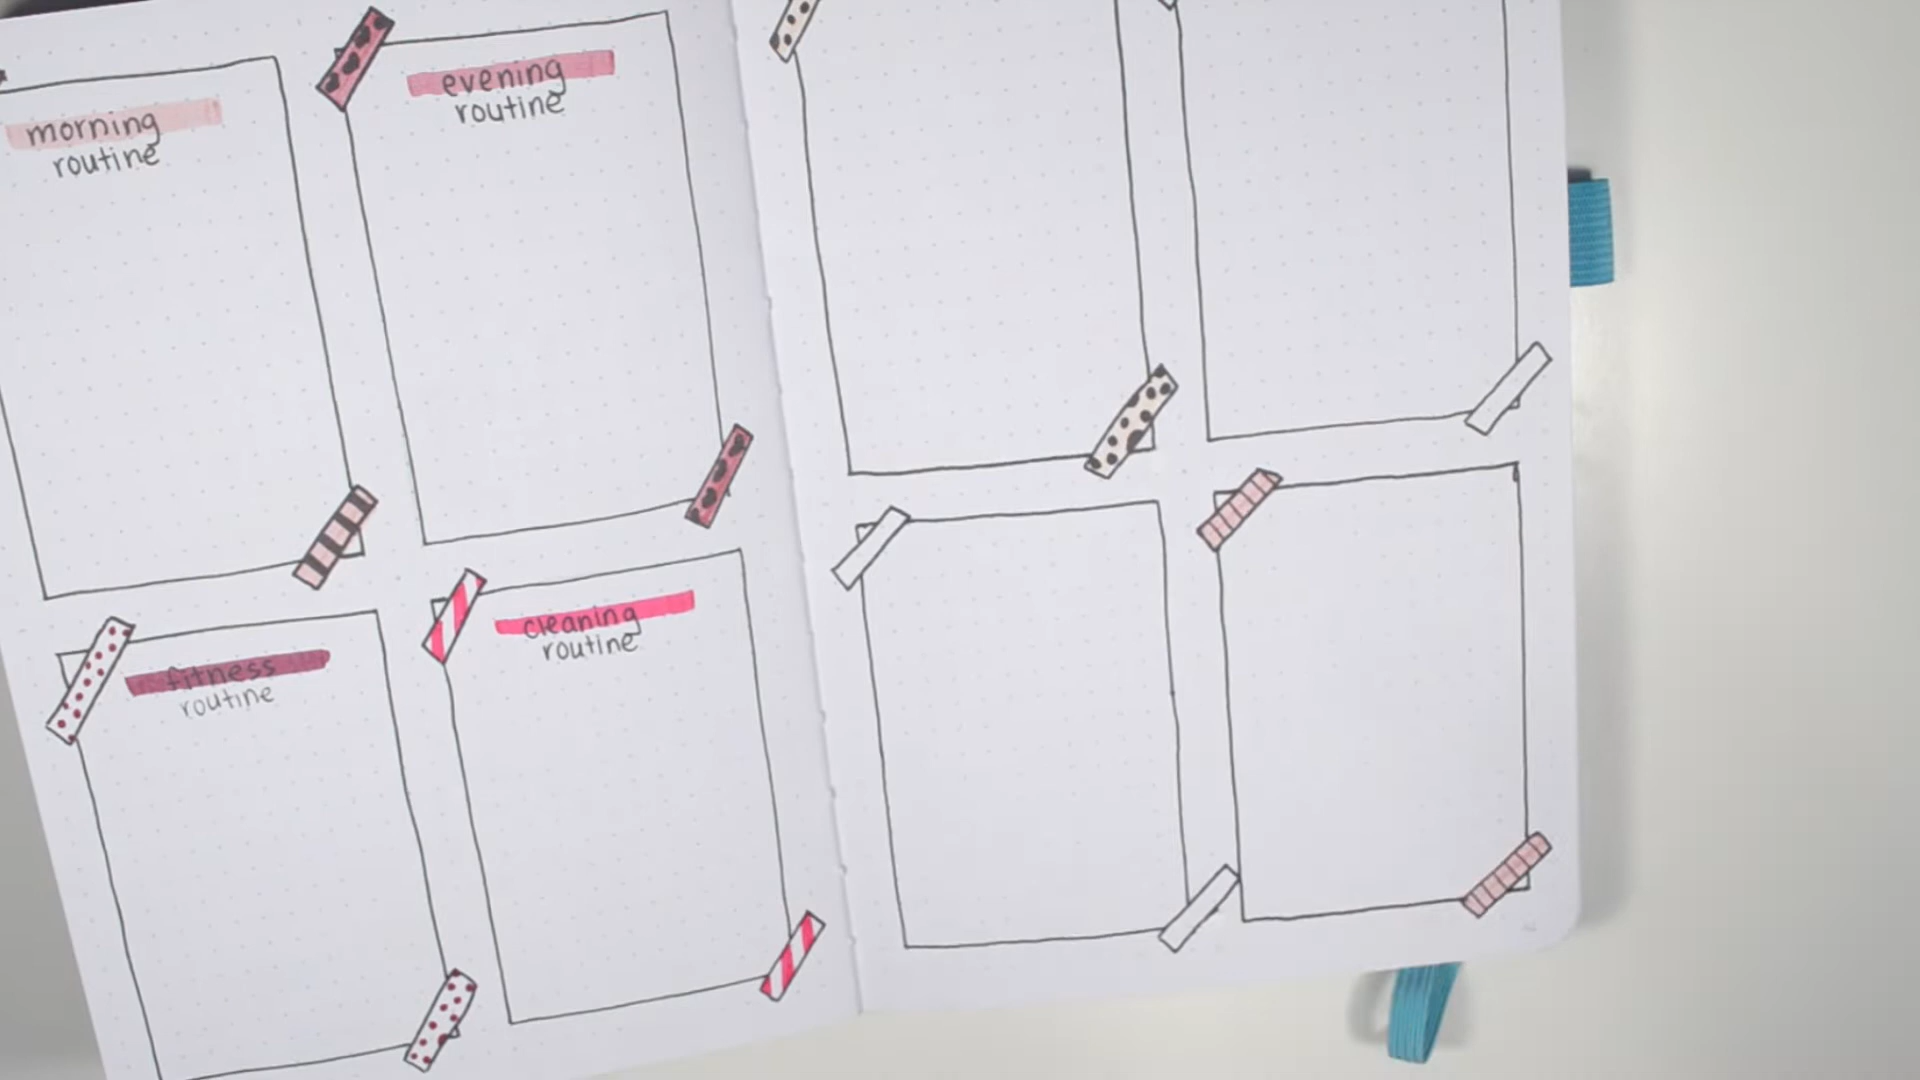 morning
routine
evening
routine
fitness
routine
cleaning
routine